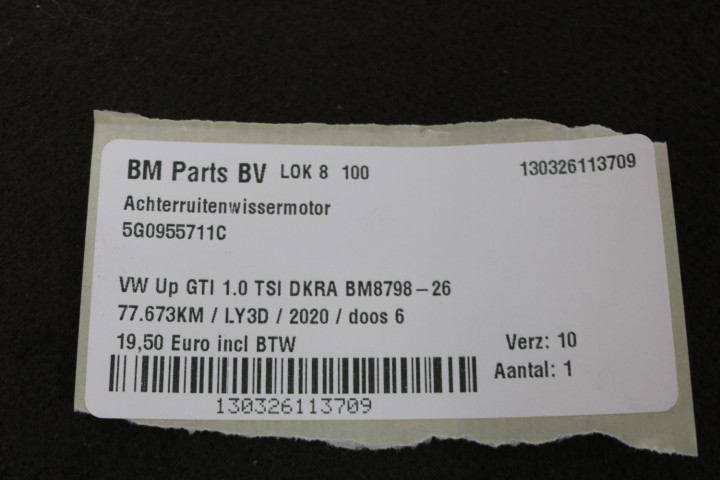 BM Parts BV LOK 8 100 130326113709
Achterruitenwissermotor
5G0955711C
VW Up GTI 1.0 TSI DKRA BM8798-26
77.673KM / LY3D / 2020 / doos 6
19,50 Euro incl BTW Verz: 10
Aantal: 1
130326113709